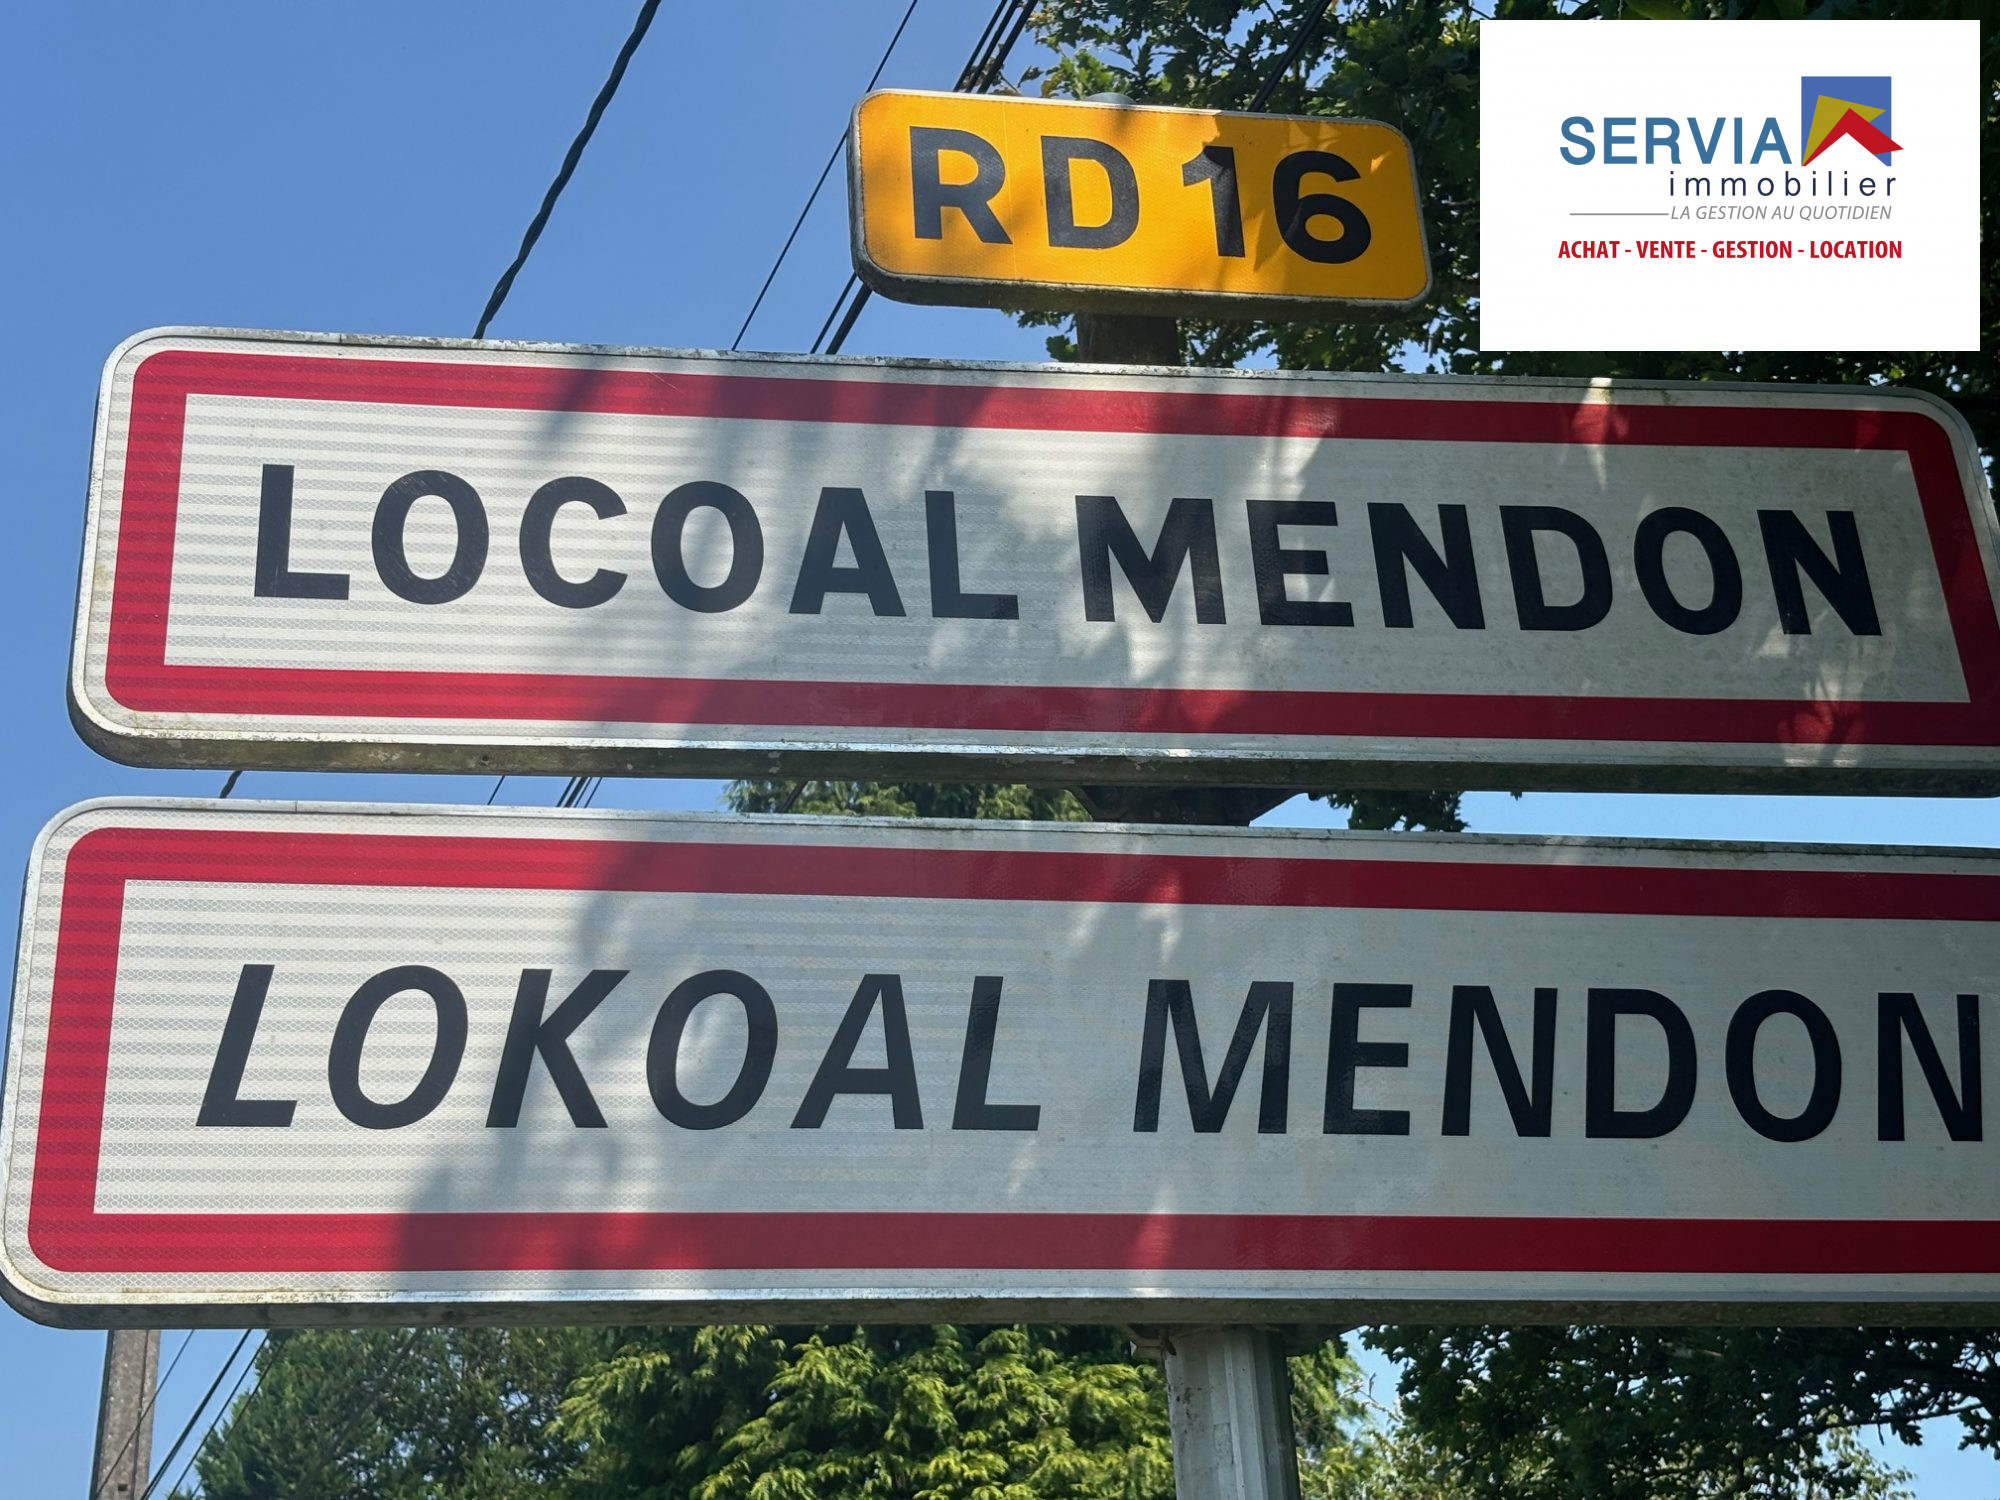 RD 16
SERVIA
immobilier
LA GESTION AU QUOTIDIEN
ACHAT - VENTE - GESTION - LOCATION
LOCOAL MENDON
LOKOAL MENDON